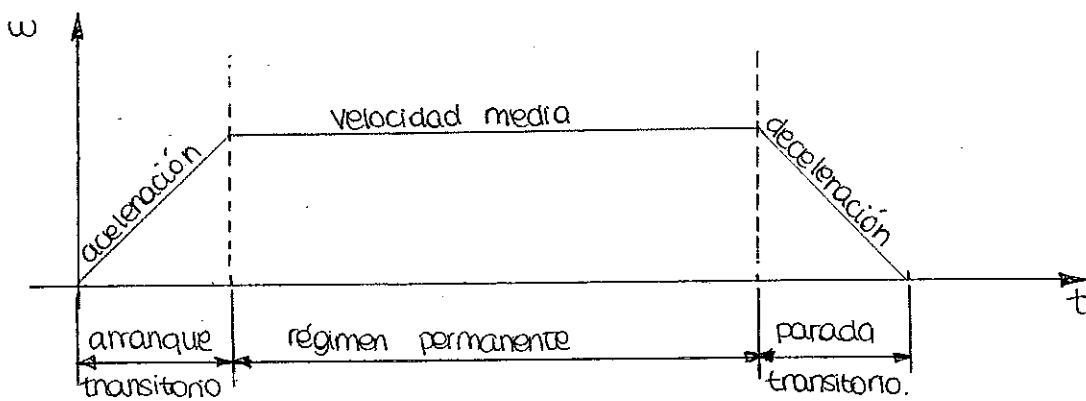 ω
velocidad media
aceleración
deceleración
t
arranque
transitorio
régimen permanente
parada
transitorio.